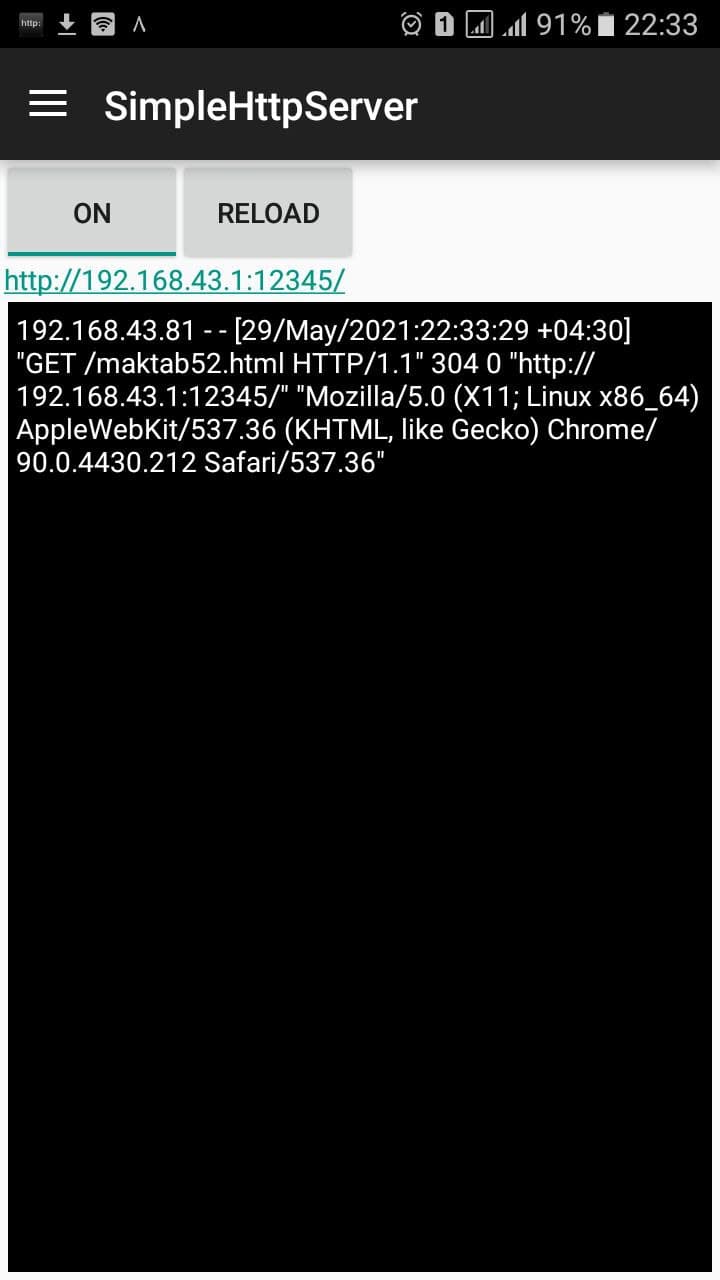 http:
1 91% 22:33
SimpleHttpServer
ON RELOAD
http://192.168.43.1:12345/
192.168.43.81 - - [29/May/2021:22:33:29 +04:30]
"GET /maktab52.html HTTP/1.1" 304 0 "http://
192.168.43.1:12345/" "Mozilla/5.0 (X11; Linux x86_64)
AppleWebKit/537.36 (KHTML, like Gecko) Chrome/
90.0.4430.212 Safari/537.36"